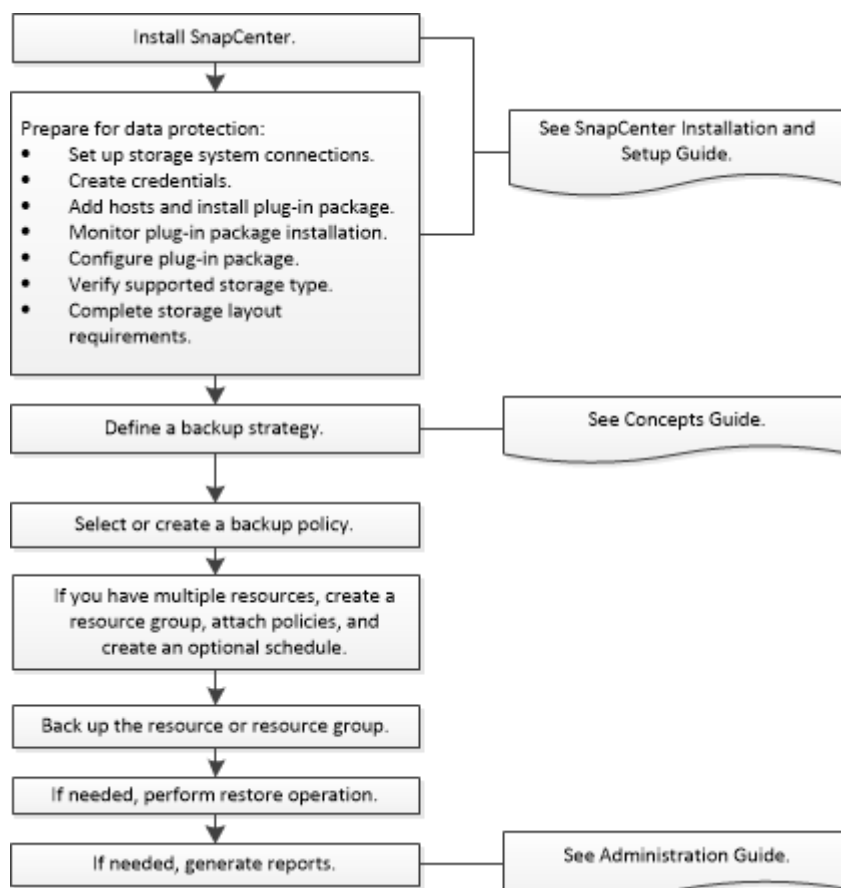 Install SnapCenter.
Prepare for data protection:
• Set up storage system connections.
• Create credentials.
• Add hosts and install plug-in package.
• Monitor plug-in package installation.
• Configure plug-in package.
• Verify supported storage type.
• Complete storage layout
requirements.
See SnapCenter Installation and
Setup Guide.
Define a backup strategy.
See Concepts Guide.
Select or create a backup policy.
If you have multiple resources, create a
resource group, attach policies, and
create an optional schedule.
Back up the resource or resource group.
If needed, perform restore operation.
If needed, generate reports.
See Administration Guide.